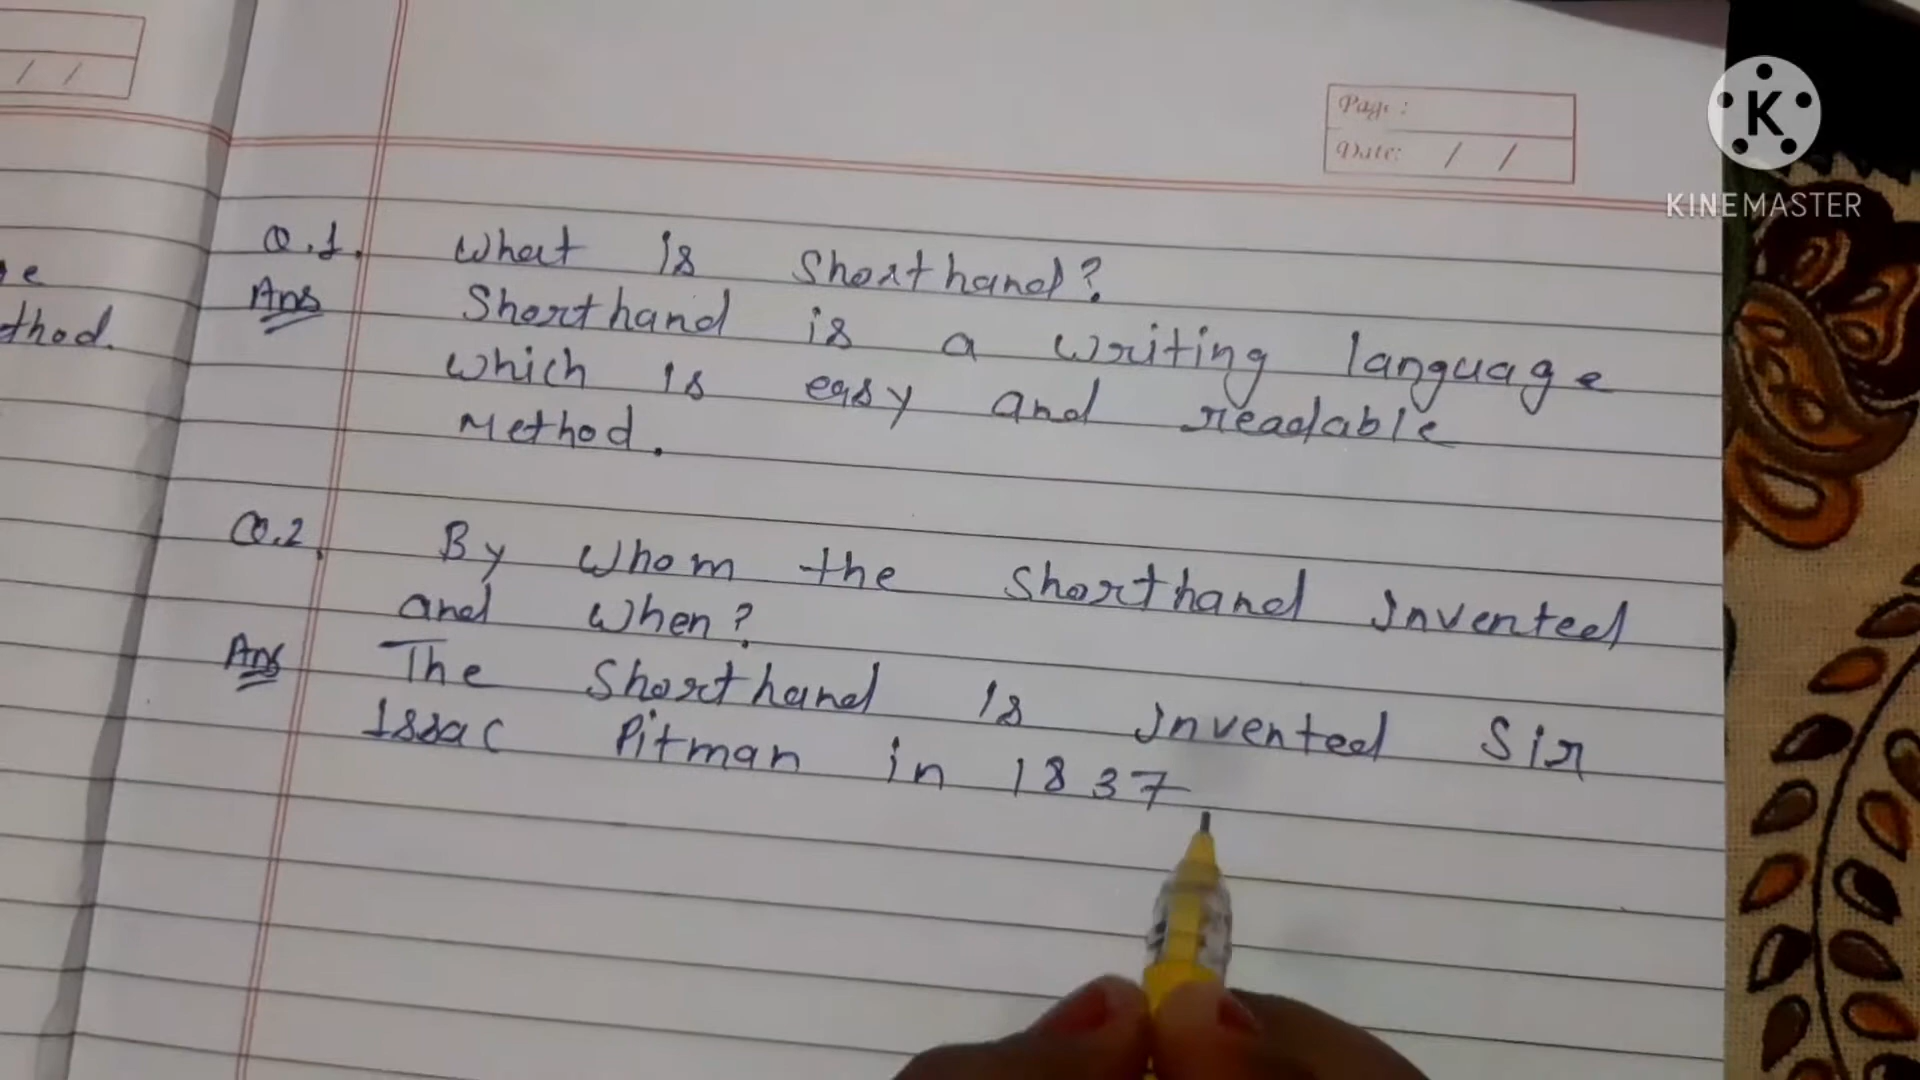 / /
Page :
Date: / /
K
KINEMASTER
Q.1. What is Shorthand?
Ans Shorthand is a writing language
which is easy and readable
Method.
thod.
Q.2. By Whom the Shorthand Invented
and When?
Ans The Shorthand is Invented Sir
Issac Pitman in 1837